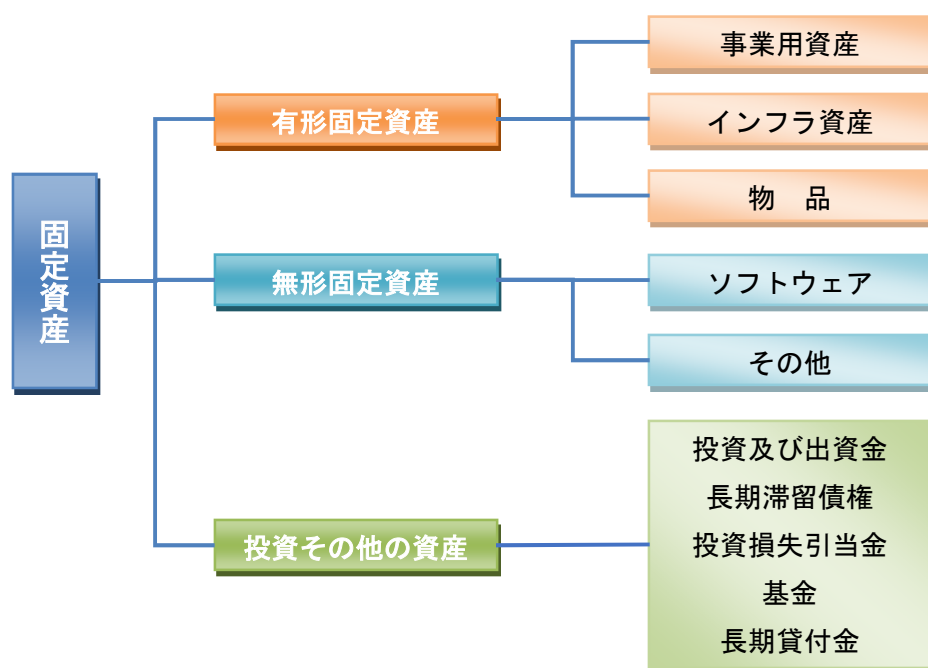 固定資産
有形固定資産
事業用資産
インフラ資産
物　品
無形固定資産
ソフトウェア
その他
投資その他の資産
投資及び出資金
長期滞留債権
投資損失引当金
基金
長期貸付金